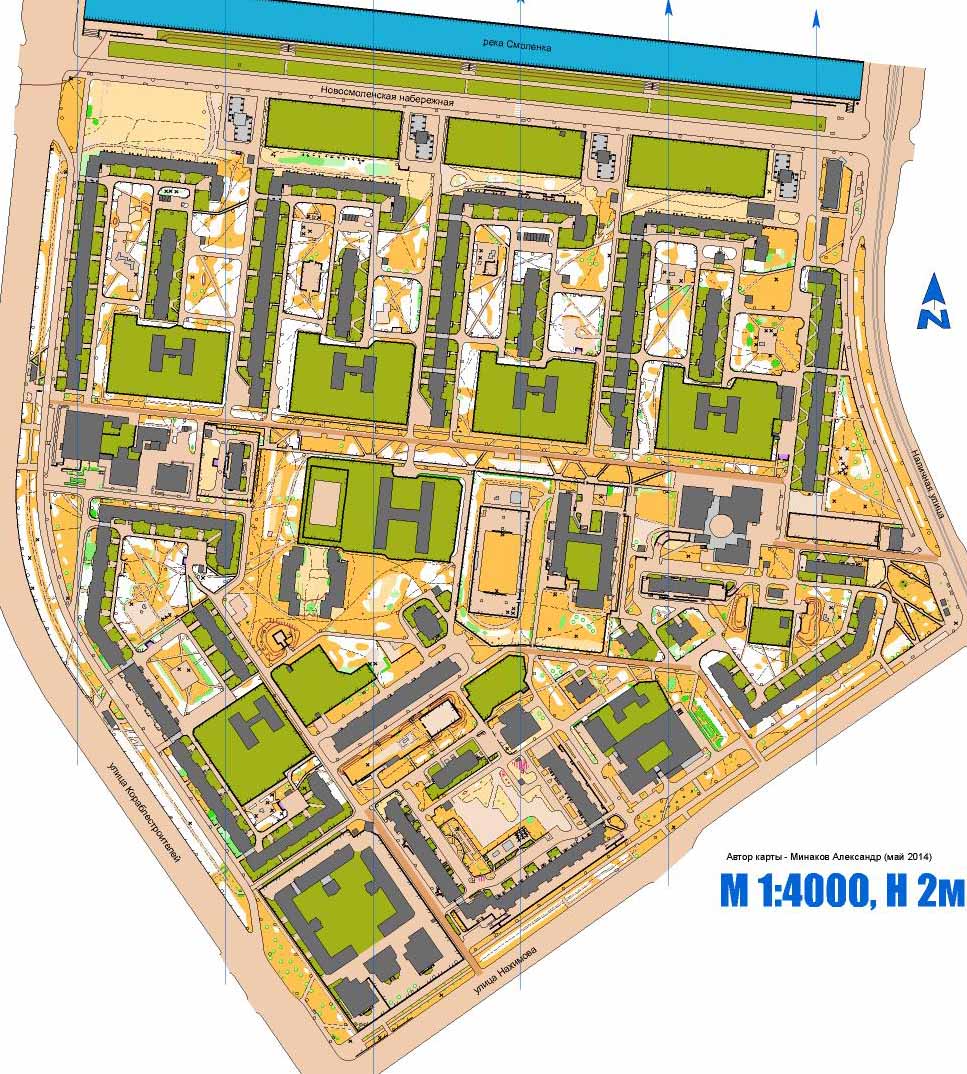 река Смоленка
Новосмоленская набережная
N
Наличная улица
улица Кораблестроителей
Автор карты - Минаков Александр (май 2014)
М 1:4000, Н 2м
улица Нахимова